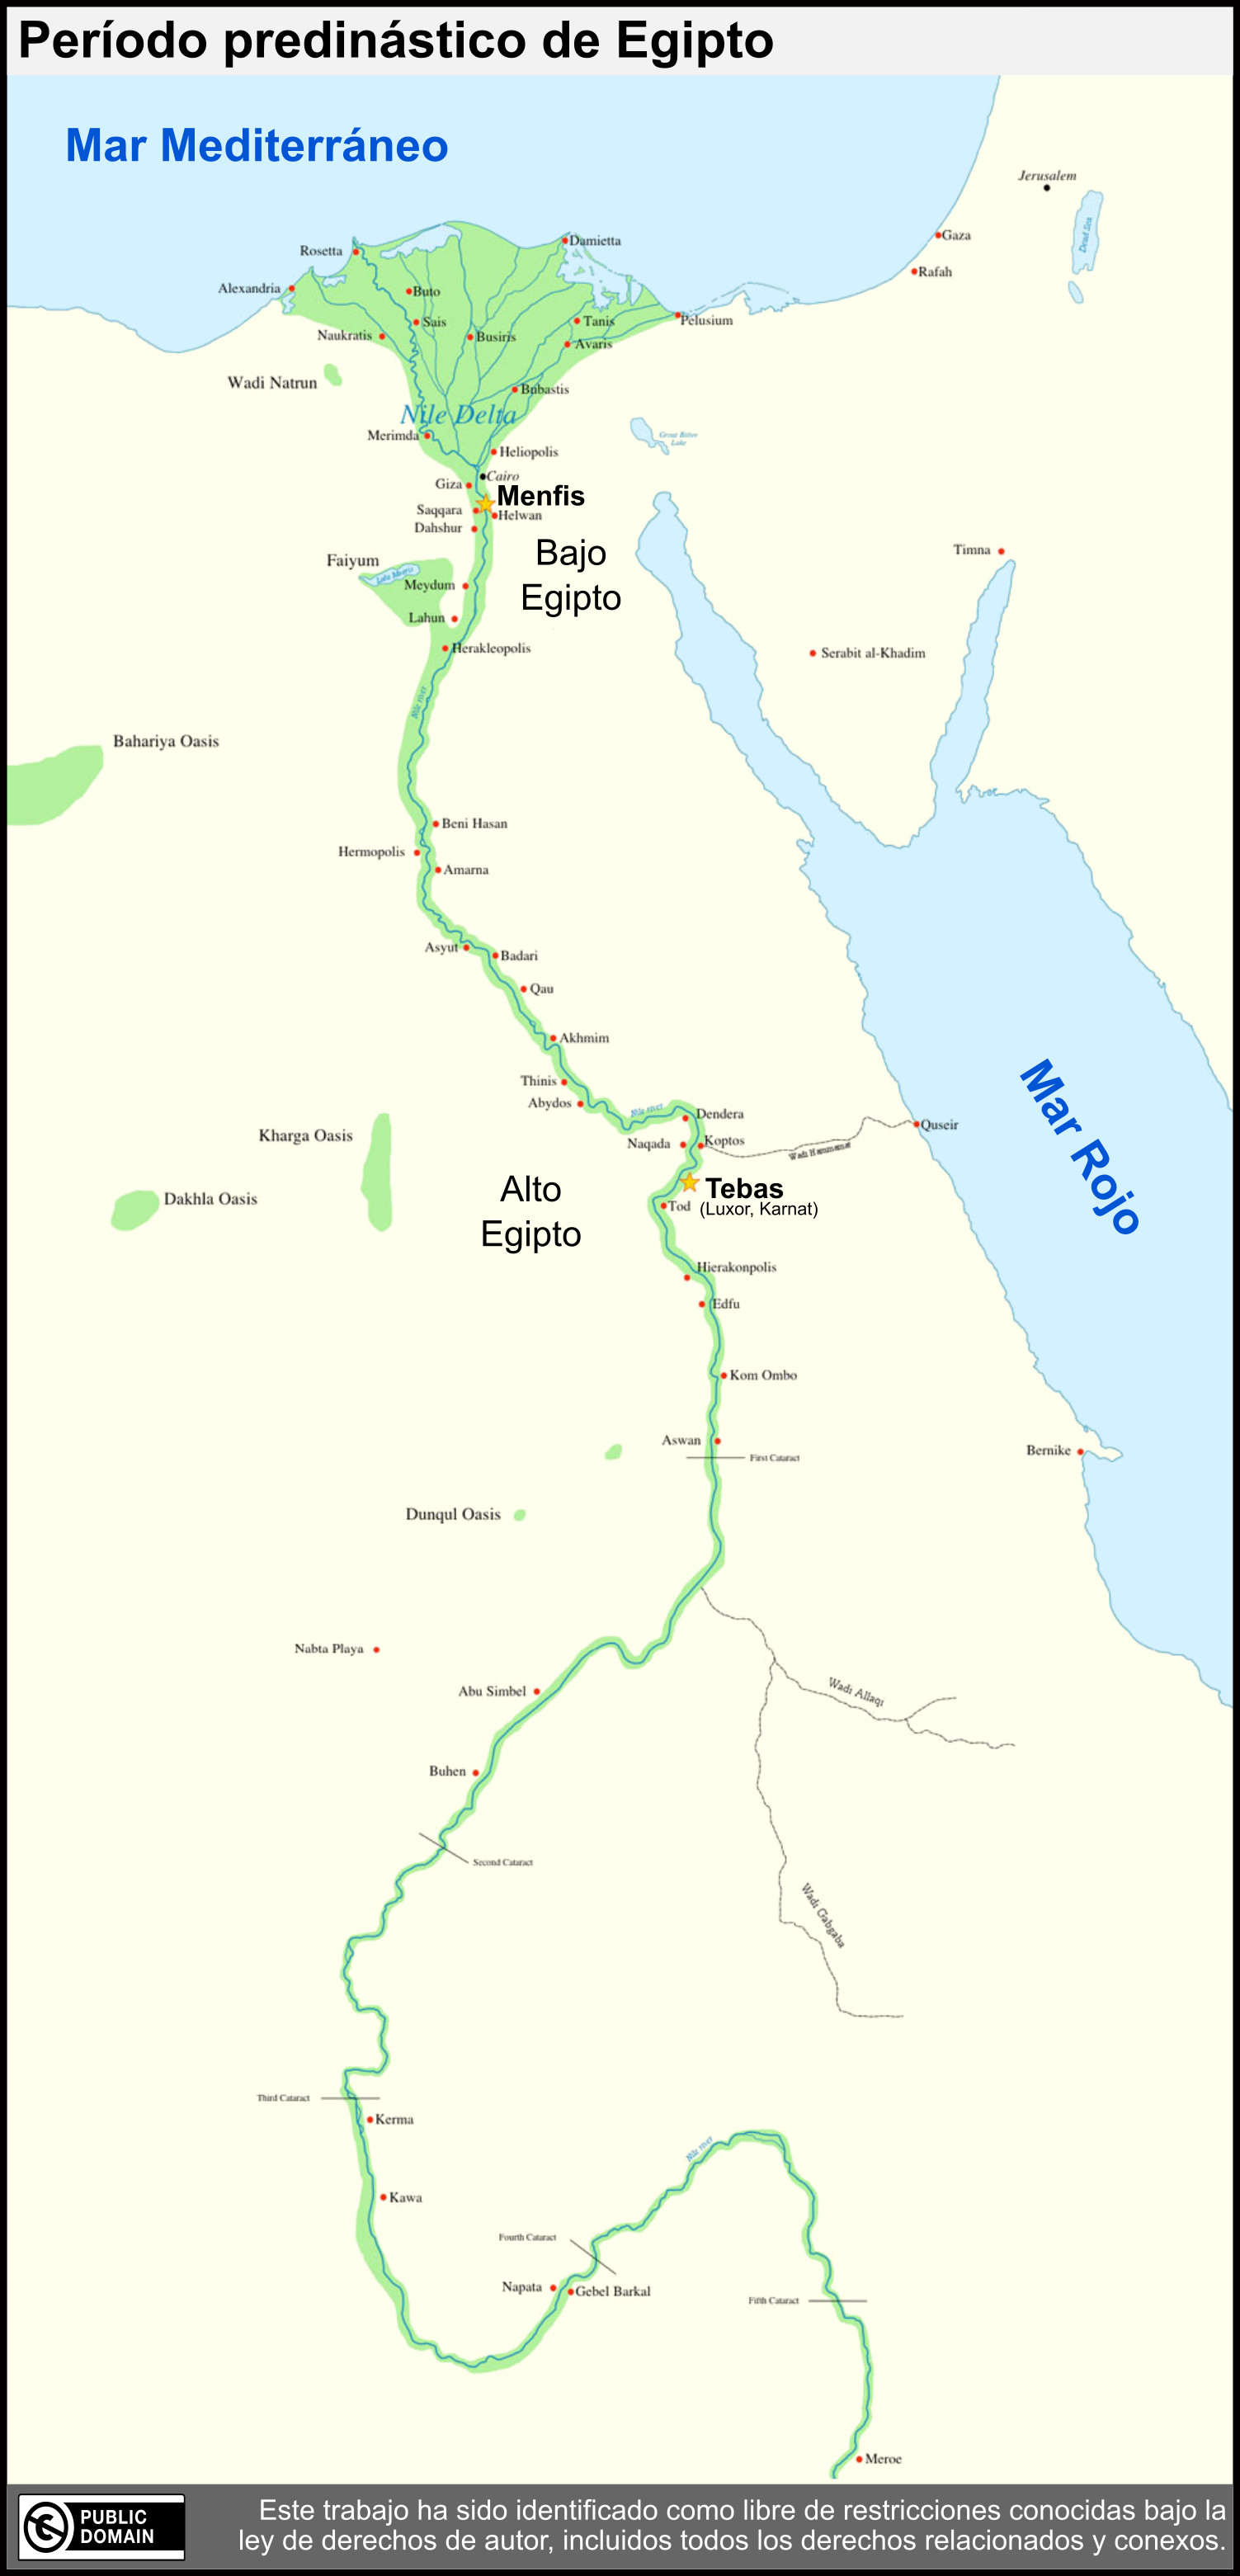 Período predinástico de Egipto
Mar Mediterráneo
Jerusalem
Dead Sea
Gaza
Rafah
Damietta
Rosetta
Alexandria
Buto
Sais
Naukratis
Busiris
Tanis
Pelusium
Avaris
Wadi Natrun
Bubastis
Nile Delta
Merimda
Great Bitter
Lake
Heliopolis
Cairo
Giza
Menfis
Saqqara
Helwan
Dahshur
Bajo
Egipto
Timna
Faiyum
Lake Moeris
Meydum
Lahun
Herakleopolis
Serabit al-Khadim
Nile river
Bahariya Oasis
Beni Hasan
Hermopolis
Amarna
Asyut
Badari
Qau
Akhmim
Thinis
Abydos
Nile river
Dendera
Mar Rojo
Quseir
Kharga Oasis
Naqada
Koptos
Wadi Hammamat
Dakhla Oasis
Alto
Egipto
Tebas
Tod
(Luxor, Karnat)
Hierakonpolis
Edfu
Kom Ombo
Aswan
First Cataract
Bernike
Dunqul Oasis
Nabta Playa
Abu Simbel
Wadi Allaqi
Buhen
Second Cataract
Wadi Gabgaba
Third Cataract
Kerma
Nile river
Kawa
Fourth Cataract
Napata
Gebel Barkal
Fifth Cataract
Meroe
PUBLIC
DOMAIN
Este trabajo ha sido identificado como libre de restricciones conocidas bajo la
ley de derechos de autor, incluidos todos los derechos relacionados y conexos.